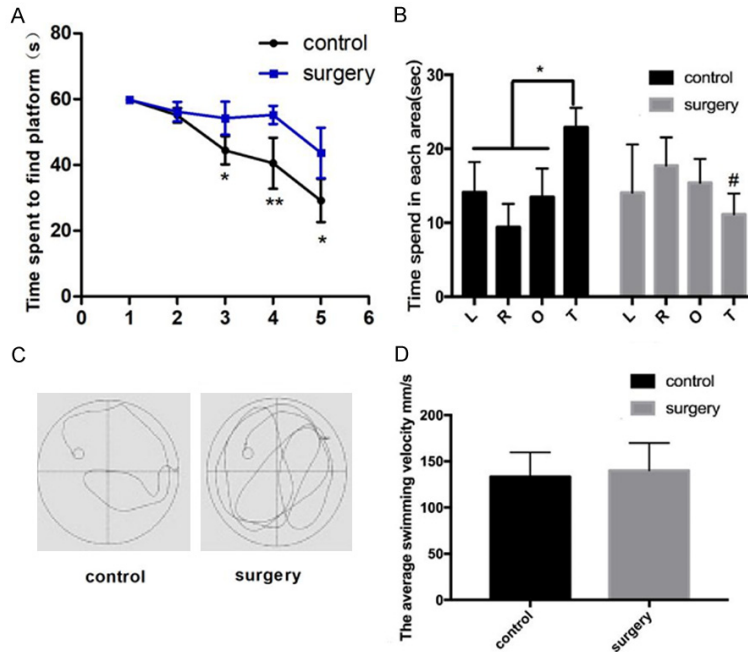 A
Time spent to find platform (s)
80
60
40
20
0
0 1 2 3 4 5 6
control
surgery
*
**
*
B
Time spend in each area(sec)
30
20
10
0
control
surgery
*
#
L R O T L R O T
C
control surgery
D
The average swimming velocity mm/s
200
150
100
50
0
control
surgery
control surgery